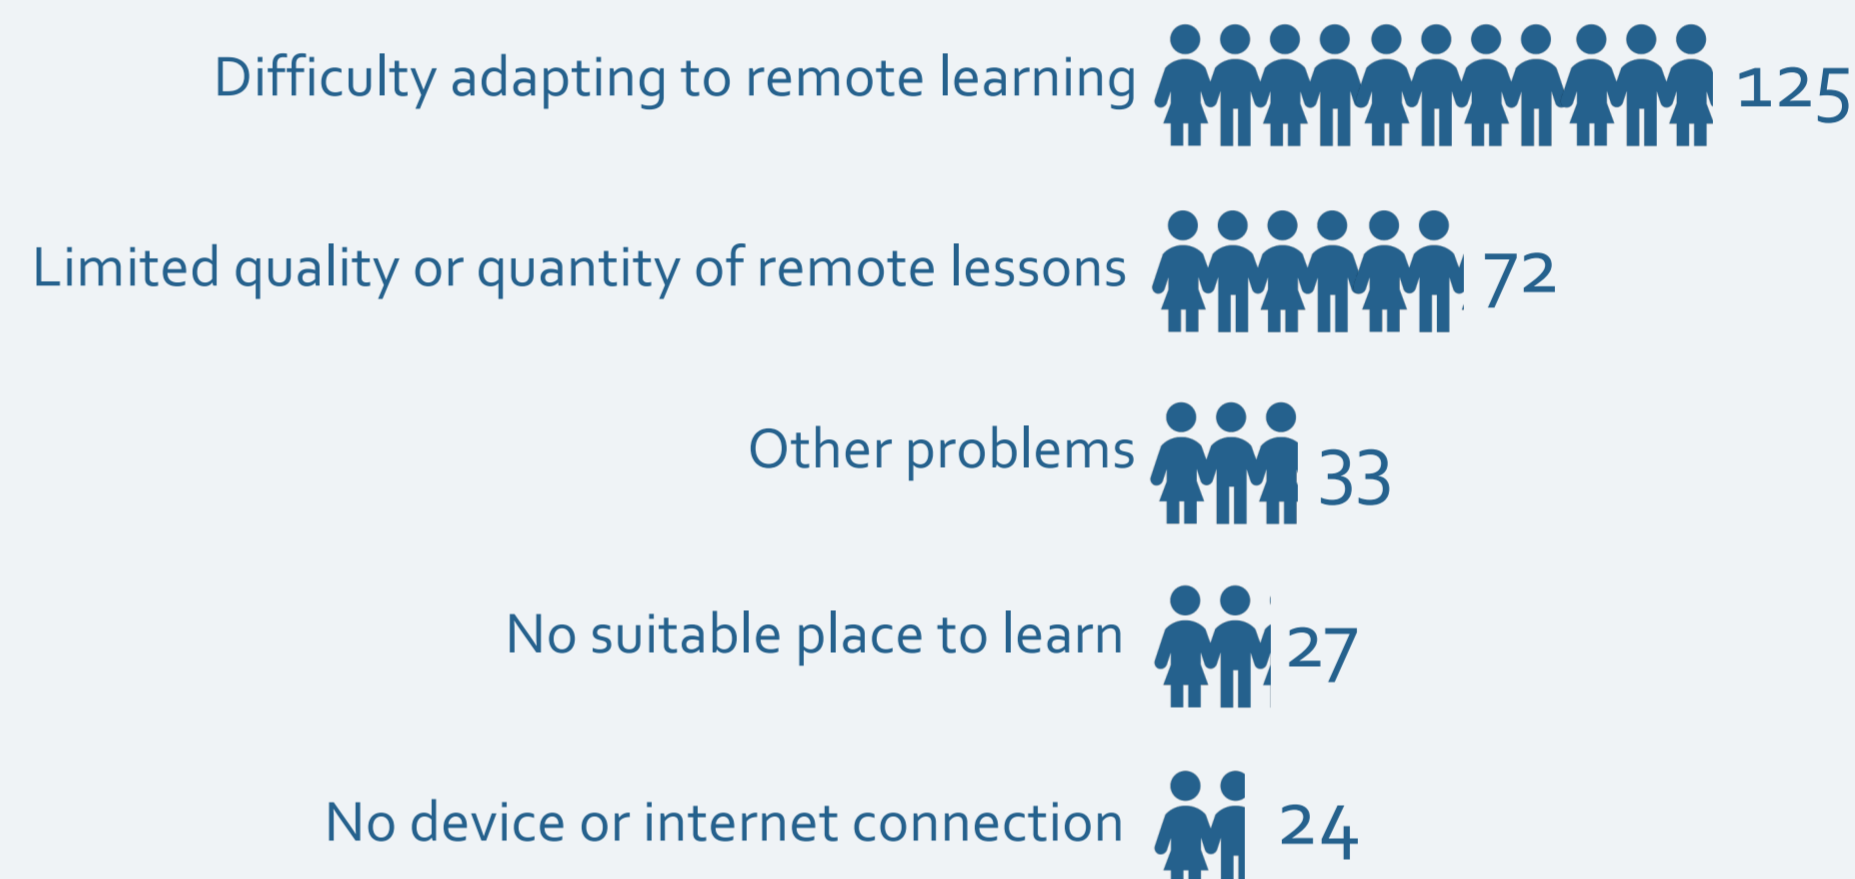 Difficulty adapting to remote learning 125
Limited quality or quantity of remote lessons 72
Other problems 33
No suitable place to learn 27
No device or internet connection 24